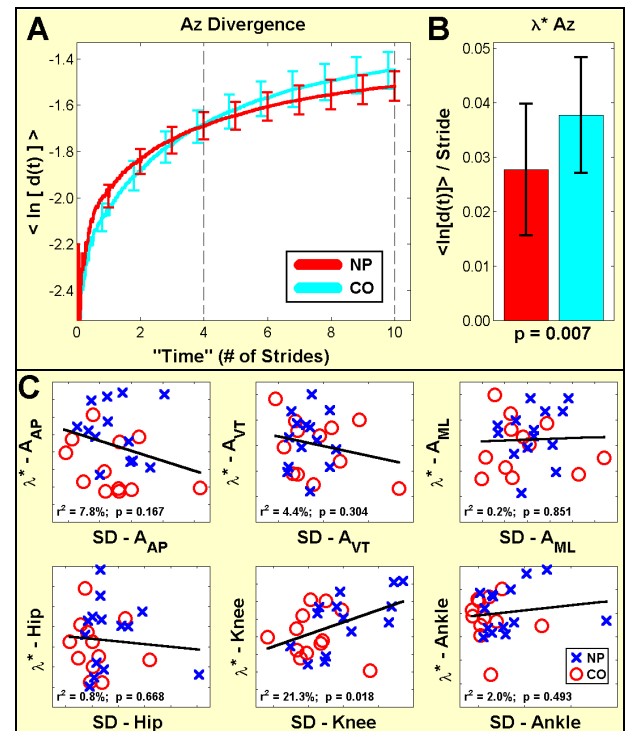 A
Az Divergence
< ln [ d(t) ] >
-1.4
-1.6
-1.8
-2.0
-2.2
-2.4
0
2
4
6
8
10
NP
CO
"Time" (# of Strides)
B
λ* Az
<ln[d(t)]> / Stride
0.05
0.04
0.03
0.02
0.01
0.00
p = 0.007
C
λ* - A_AP
r² = 7.8%; p = 0.167
SD - A_AP
λ* - A_VT
r² = 4.4%; p = 0.304
SD - A_VT
λ* - A_ML
r² = 0.2%; p = 0.851
SD - A_ML
λ* - Hip
r² = 0.8%; p = 0.668
SD - Hip
λ* - Knee
r² = 21.3%; p = 0.018
SD - Knee
λ* - Ankle
NP
CO
r² = 2.0%; p = 0.493
SD - Ankle